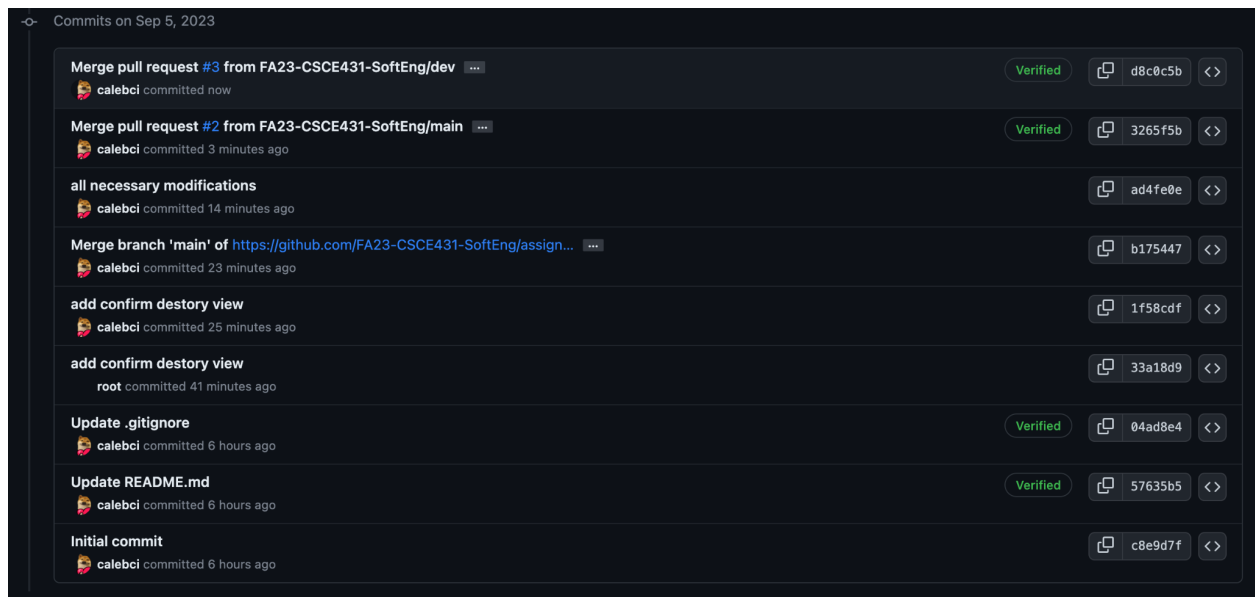 Commits on Sep 5, 2023
Merge pull request #3 from FA23-CSCE431-SoftEng/dev ...
Verified d8c0c5b
calebci committed now
Merge pull request #2 from FA23-CSCE431-SoftEng/main ...
Verified 3265f5b
calebci committed 3 minutes ago
all necessary modifications
ad4fe0e
calebci committed 14 minutes ago
Merge branch 'main' of https://github.com/FA23-CSCE431-SoftEng/assign... ...
b175447
calebci committed 23 minutes ago
add confirm destory view
1f58cdf
calebci committed 25 minutes ago
add confirm destory view
33a18d9
root committed 41 minutes ago
Update .gitignore
Verified 04ad8e4
calebci committed 6 hours ago
Update README.md
Verified 57635b5
calebci committed 6 hours ago
Initial commit
c8e9d7f
calebci committed 6 hours ago